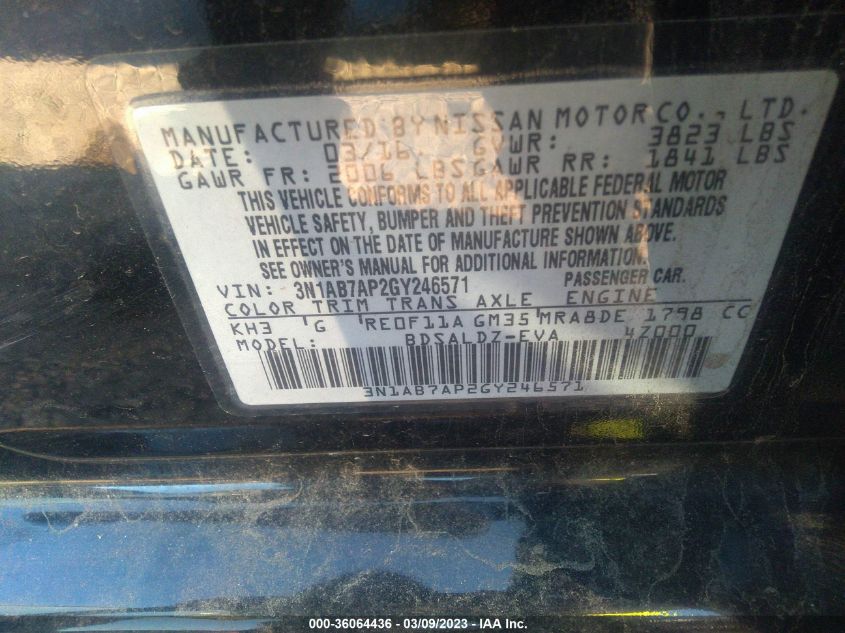 MANUFACTURED BY NISSAN MOTOR CO., LTD.
DATE: 03/16 GVWR: 3823 LBS
GAWR FR: 2006 LBS GAWR RR: 1841 LBS
THIS VEHICLE CONFORMS TO ALL APPLICABLE FEDERAL MOTOR
VEHICLE SAFETY, BUMPER AND THEFT PREVENTION STANDARDS
IN EFFECT ON THE DATE OF MANUFACTURE SHOWN ABOVE.
SEE OWNER'S MANUAL FOR ADDITIONAL INFORMATION.
VIN: 3N1AB7AP2GY246571 PASSENGER CAR.
COLOR TRIM TRANS AXLE ENGINE
KH3 G RE0F11A GM35 MRA8DE 1798 CC
MODEL: BDSALDZ-EVA 4Z000
3N1AB7AP2GY246571
000-36064436 - 03/09/2023 - IAA Inc.